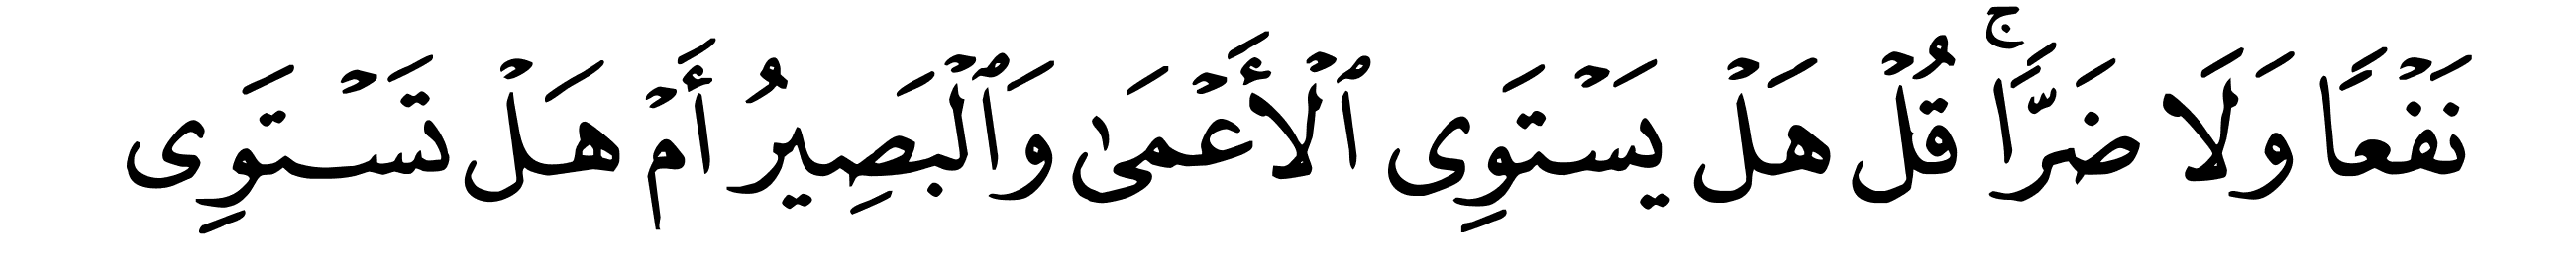 نَفْعًا وَلَا ضَرًّاۚ قُلْ هَلْ يَسْتَوِى ٱلْأَعْمَىٰ وَٱلْبَصِيرُ أَمْ هَلْ تَسْتَوِى